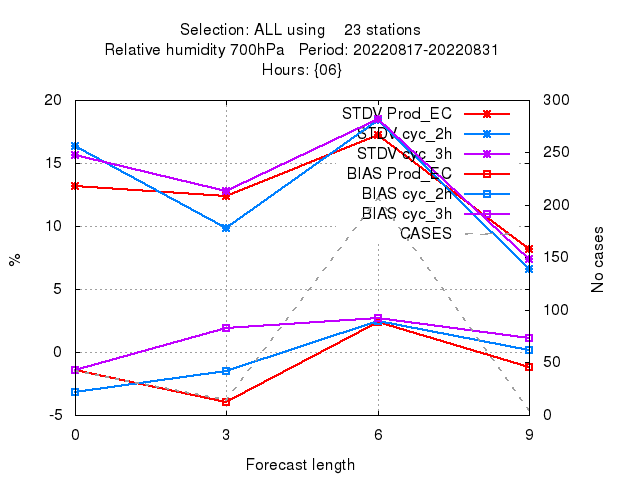 Selection: ALL using 23 stations
Relative humidity 700hPa Period: 20220817-20220831
Hours: {06}
20
15
10
5
0
-5
%
300
250
200
150
100
50
0
No cases
STDV Prod_EC
STDV cyc_2h
STDV cyc_3h
BIAS Prod_EC
BIAS cyc_2h
BIAS cyc_3h
CASES
0 3 6 9
Forecast length